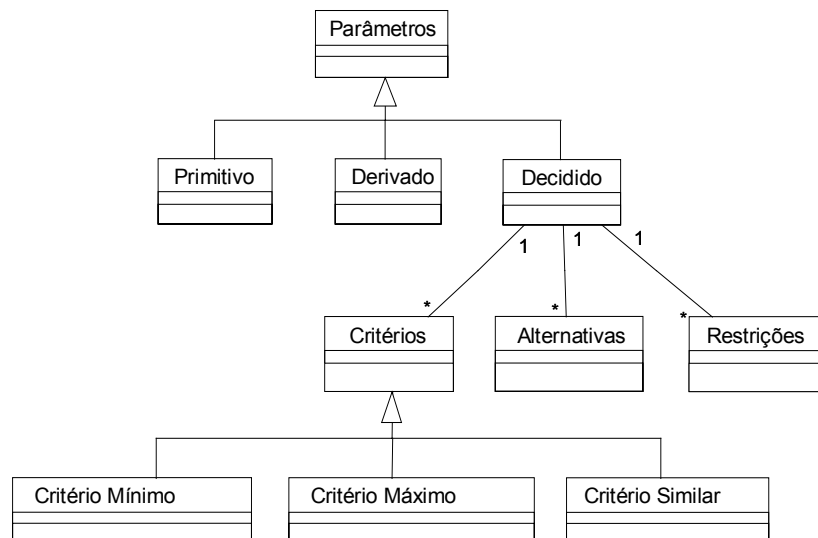 Parâmetros
Primitivo
Derivado
Decidido
1
1
1
*
*
*
Critérios
Alternativas
Restrições
Critério Mínimo
Critério Máximo
Critério Similar